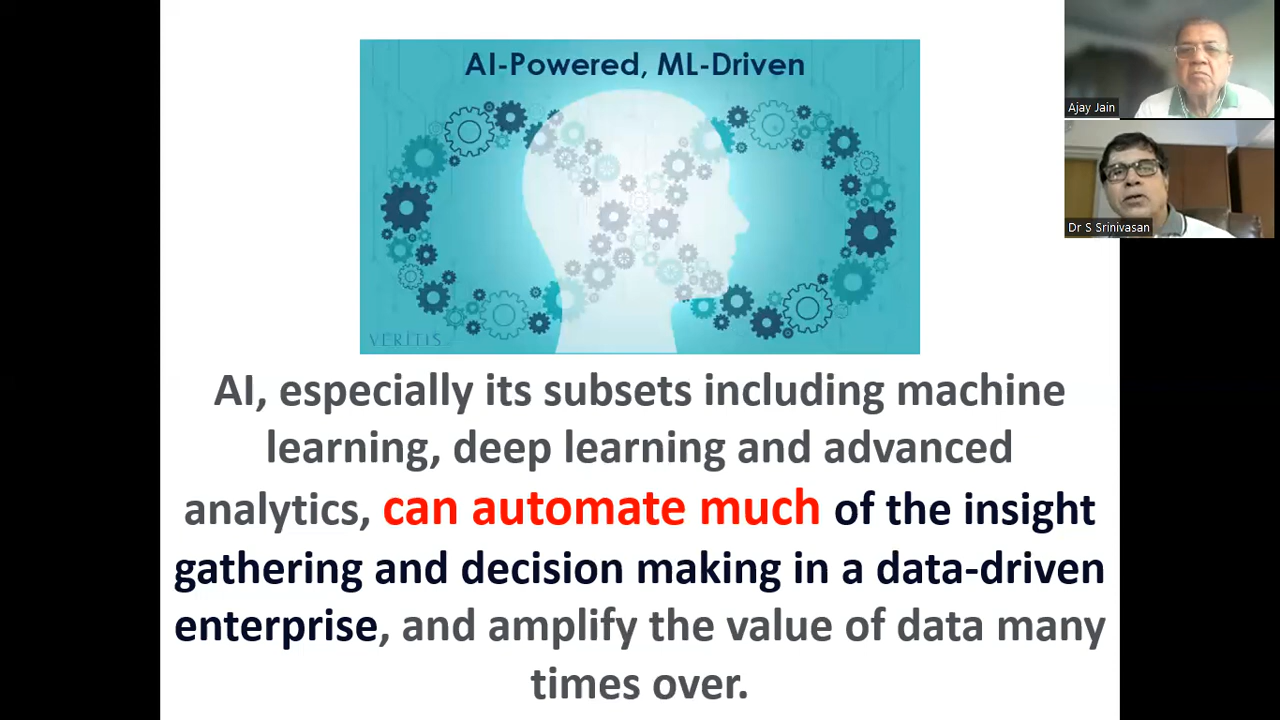 AI-Powered, ML-Driven
VERITIS
AI, especially its subsets including machine
learning, deep learning and advanced
analytics, can automate much of the insight
gathering and decision making in a data-driven
enterprise, and amplify the value of data many
times over.
Ajay Jain
Dr S Srinivasan